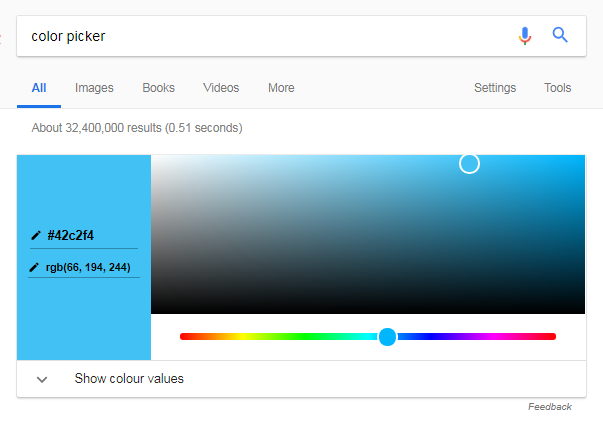 color picker
All Images Books Videos More Settings Tools
About 32,400,000 results (0.51 seconds)
#42c2f4
rgb(66, 194, 244)
Show colour values
Feedback